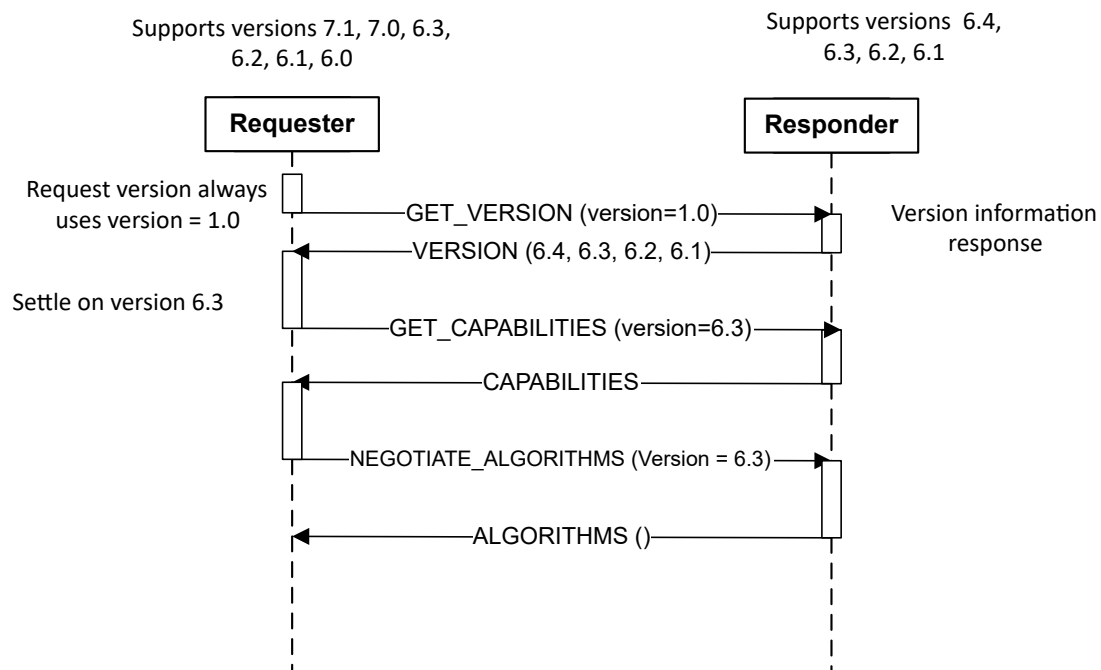 Supports versions 7.1, 7.0, 6.3,
6.2, 6.1, 6.0
Supports versions 6.4,
6.3, 6.2, 6.1
Requester
Responder
Request version always
uses version = 1.0
GET_VERSION (version=1.0)
Version information
response
VERSION (6.4, 6.3, 6.2, 6.1)
Settle on version 6.3
GET_CAPABILITIES (version=6.3)
CAPABILITIES
NEGOTIATE_ALGORITHMS (Version = 6.3)
ALGORITHMS ()